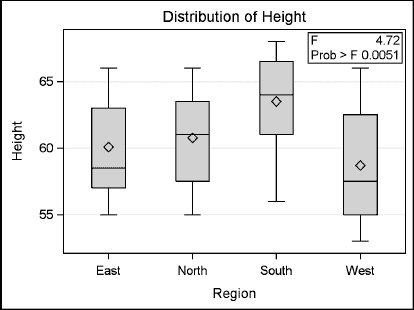 Distribution of Height
F 4.72
Prob > F 0.0051
65
60
55
Height
East North South West
Region